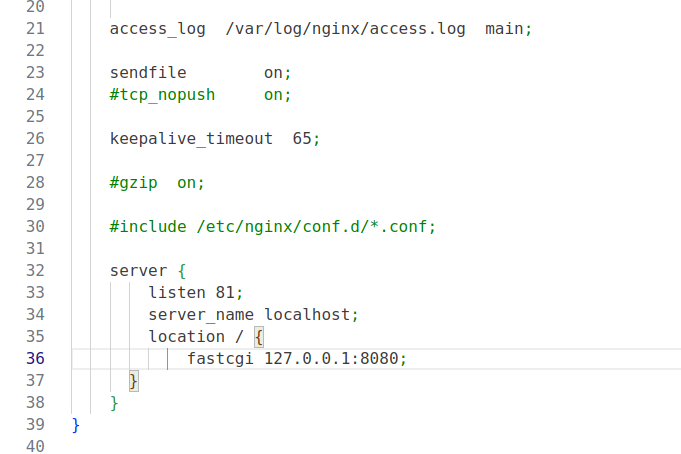 20
21 access_log  /var/log/nginx/access.log  main;
22
23 sendfile        on;
24 #tcp_nopush     on;
25
26 keepalive_timeout  65;
27
28 #gzip  on;
29
30 #include /etc/nginx/conf.d/*.conf;
31
32 server {
33 listen 81;
34 server_name localhost;
35 location / {
36 fastcgi 127.0.0.1:8080;
37 }
38 }
39 }
40